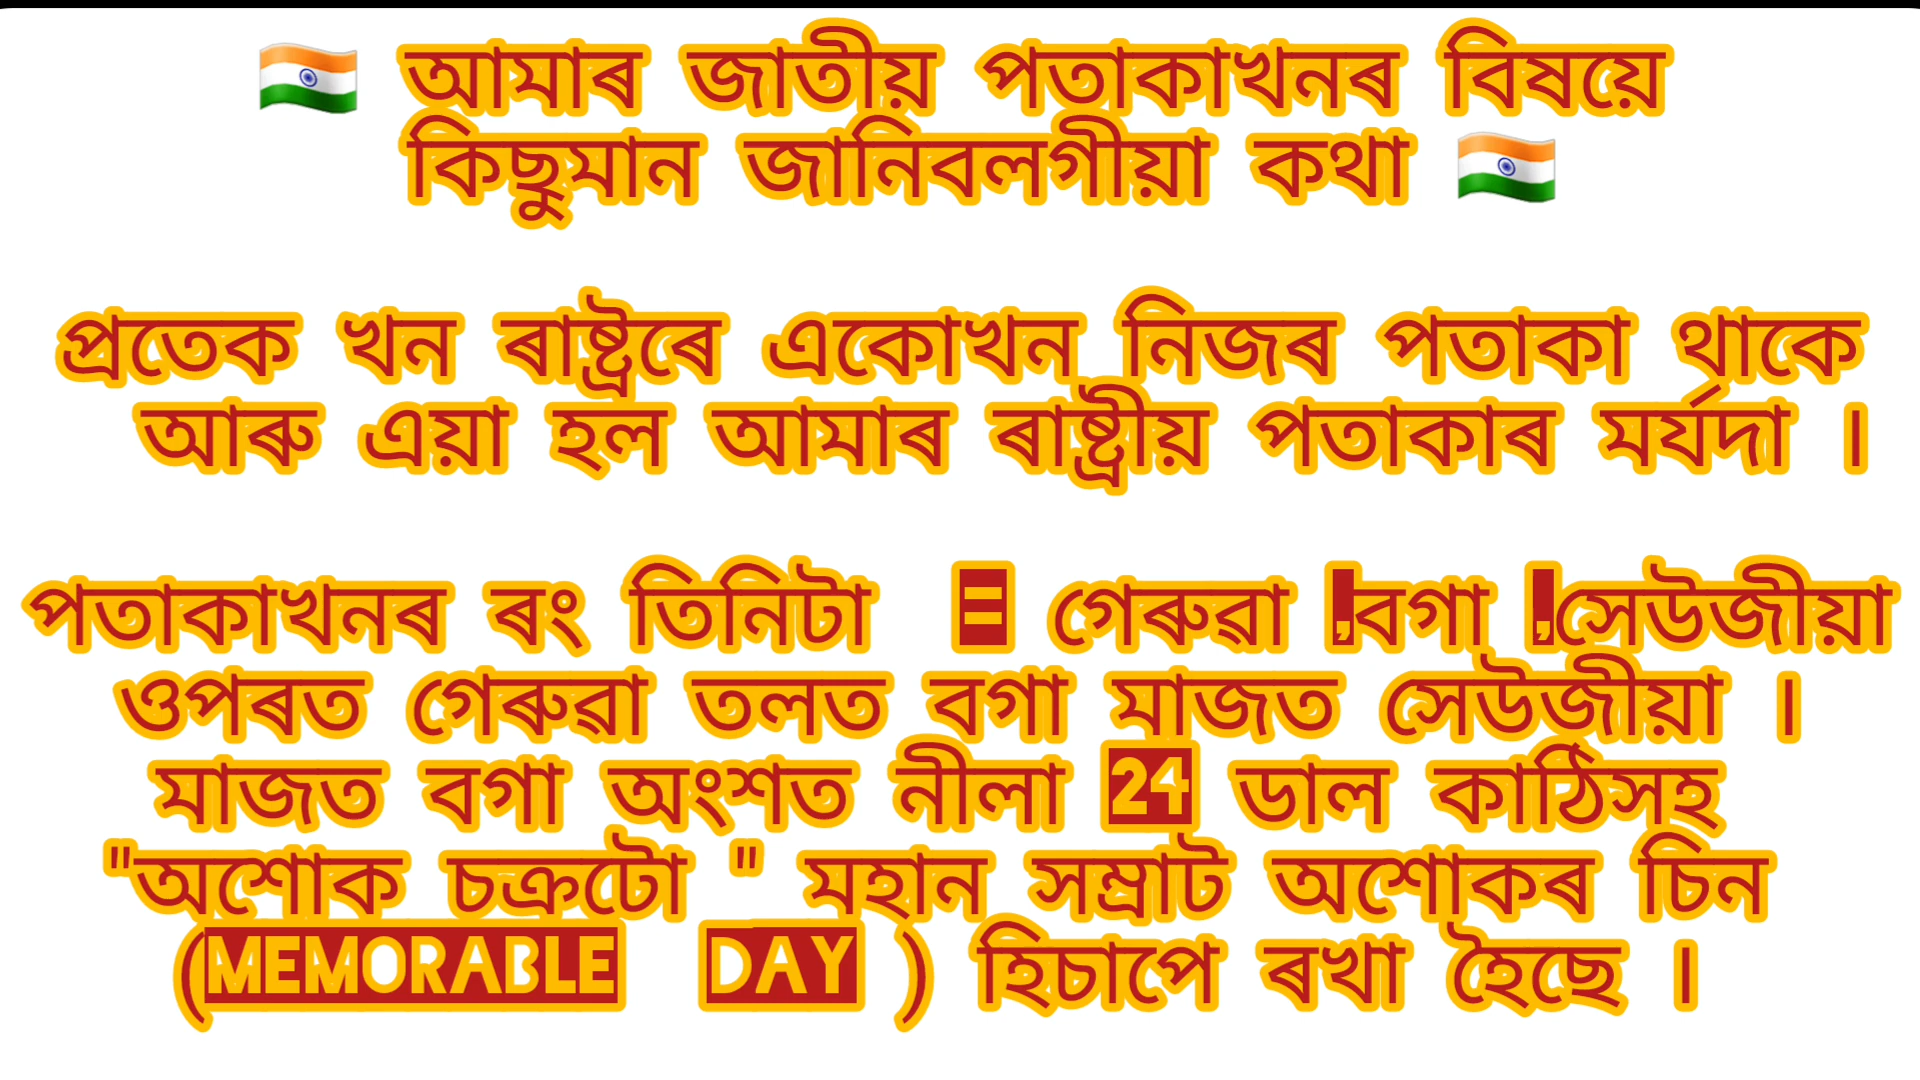 🇮🇳 আমাৰ জাতীয় পতাকাখনৰ বিষয়ে
কিছুমান জানিবলগীয়া কথা 🇮🇳
প্ৰতেক খন ৰাষ্ট্ৰৰে একোখন নিজৰ পতাকা থাকে
আৰু এয়া হল আমাৰ ৰাষ্ট্ৰীয় পতাকাৰ মৰ্যদা ।
পতাকাখনৰ ৰং তিনিটা = গেৰুৱা ,বগা ,সেউজীয়া
ওপৰত গেৰুৱা তলত বগা মাজত সেউজীয়া ।
মাজত বগা অংশত নীলা 24 ডাল কাঠিসহ
"অশোক চক্ৰটো " মহান সম্ৰাট অশোকৰ চিন
(MEMORABLE DAY ) হিচাপে ৰখা হৈছে ।